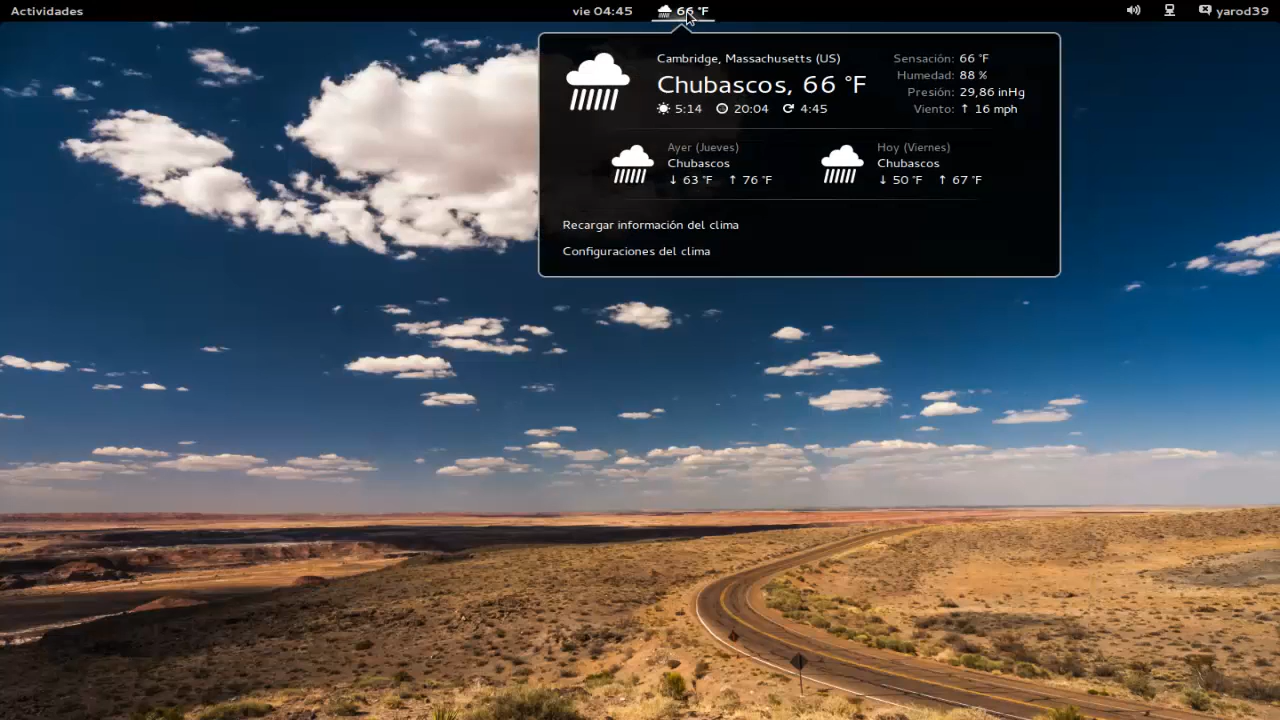 Actividades
vie 04:45
66 °F
yarod39
Cambridge, Massachusetts (US)
Chubascos, 66 °F
5:14 20:04 4:45
Sensación: 66 °F
Humedad: 88 %
Presión: 29,86 inHg
Viento: ↑ 16 mph
Ayer (Jueves)
Chubascos
↓ 63 °F ↑ 76 °F
Hoy (Viernes)
Chubascos
↓ 50 °F ↑ 67 °F
Recargar información del clima
Configuraciones del clima